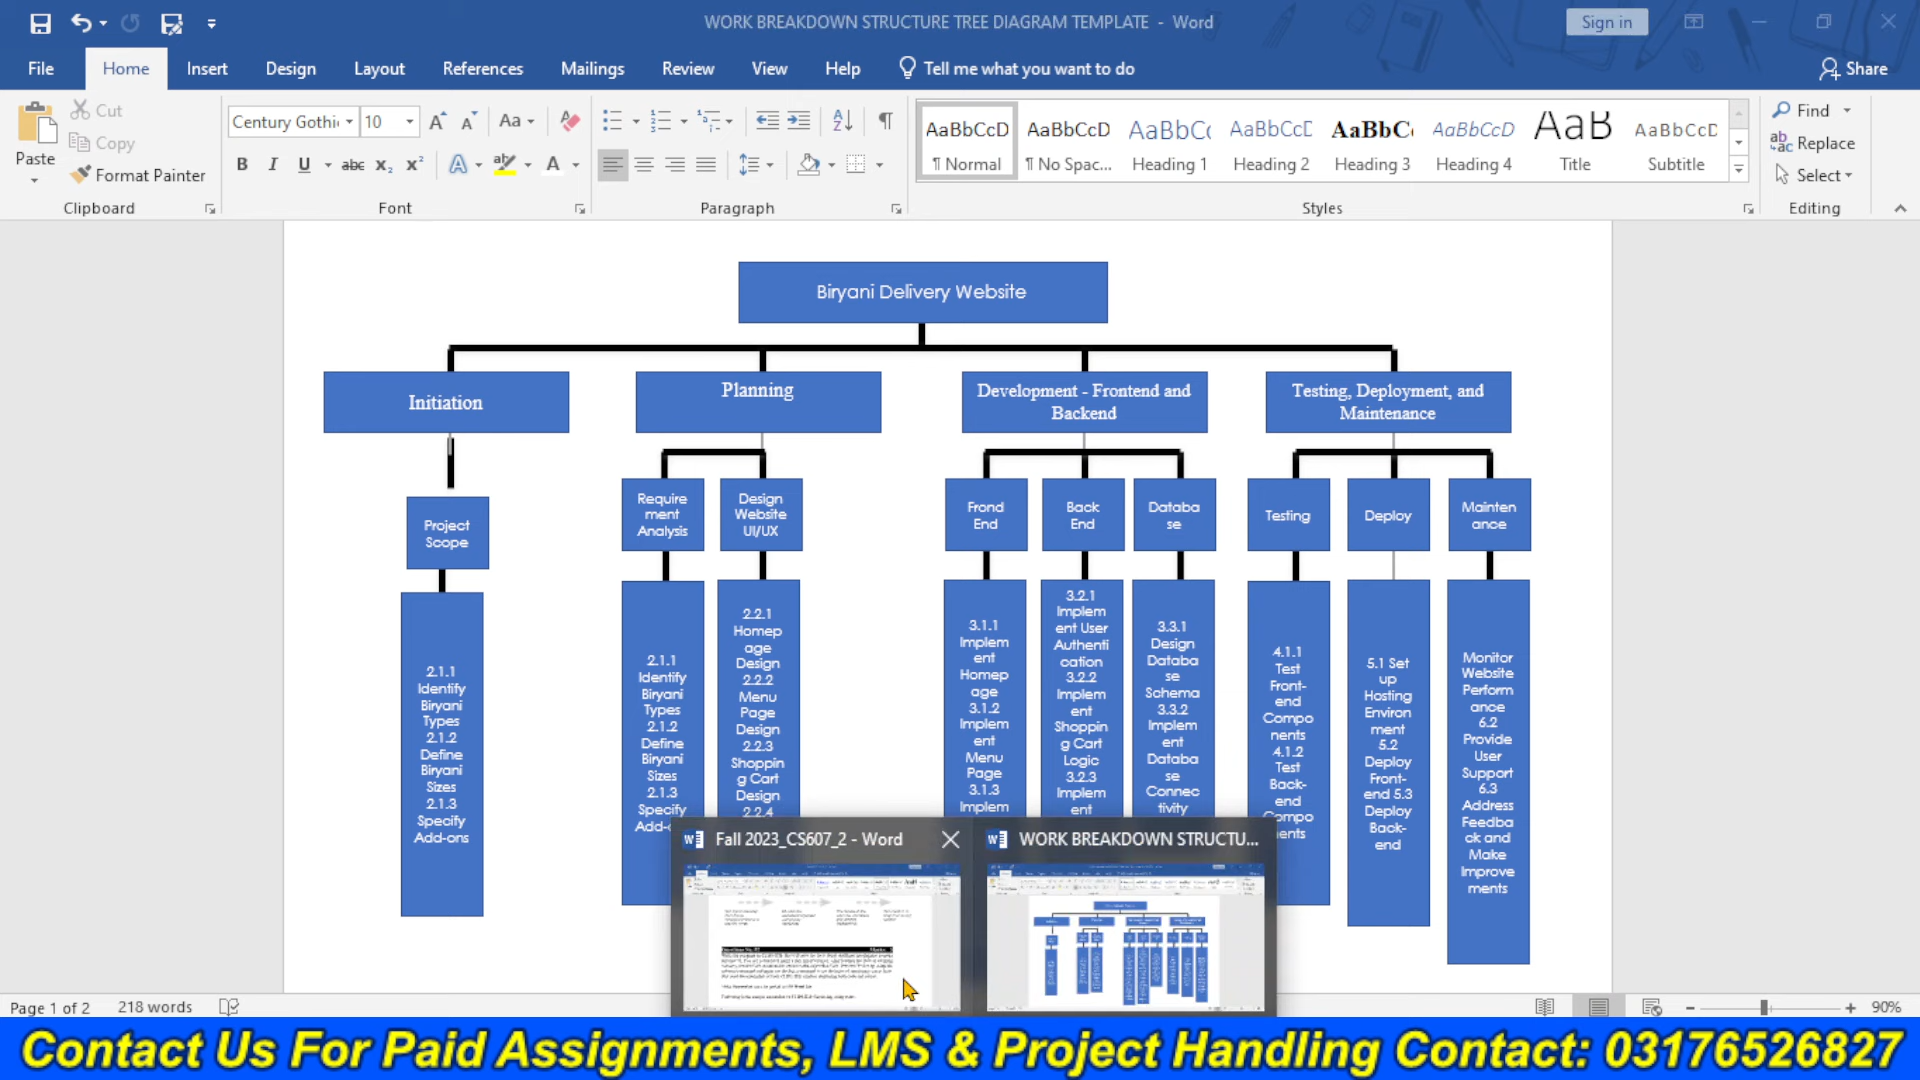 WORK BREAKDOWN STRUCTURE TREE DIAGRAM TEMPLATE - Word
Sign in
File
Home
Insert
Design
Layout
References
Mailings
Review
View
Help
Tell me what you want to do
Share
Paste
Cut
Copy
Format Painter
Clipboard
Century Gothi
10
Aa
B
I
U
abc
Font
Paragraph
AaBbCcD
¶ Normal
AaBbCcD
¶ No Spac...
AaBbC
Heading 1
AaBbCcD
Heading 2
AaBbC
Heading 3
AaBbCcD
Heading 4
AaB
Title
AaBbCcD
Subtitle
Styles
Find
Replace
Select
Editing
Biryani Delivery Website
Initiation
Planning
Development - Frontend and
Backend
Testing, Deployment, and
Maintenance
Project
Scope
Require
ment
Analysis
Design
Website
UI/UX
Frond
End
Back
End
Databa
se
Testing
Deploy
Mainten
ance
2.1.1
Identify
Biryani
Types
2.1.2
Define
Biryani
Sizes
2.1.3
Specify
Add-ons
2.1.1
Identify
Biryani
Types
2.1.2
Define
Biryani
Sizes
2.1.3
Specify
2.2.1
Homep
age
Design
2.2.2
Menu
Page
Design
2.2.3
Shoppin
g Cart
Design
2.2.4
3.1.1
Implem
ent
Homep
age
3.1.2
Implem
ent
Menu
Page
3.1.3
Implem
3.2.1
Implem
ent User
Authenti
cation
3.2.2
Implem
ent
Shoppin
g Cart
Logic
3.2.3
Implem
ent
3.3.1
Design
Databa
se
Schema
3.3.2
Implem
ent
Databa
se
Connec
tivity
4.1.1
Test
Front-
end
Compo
nents
4.1.2
Test
Back-
end
Compo
nents
5.1 Set
up
Hosting
Environ
ment
5.2
Deploy
Front-
end 5.3
Deploy
Back-
end
Monitor
Website
Perform
ance
6.2
Provide
User
Support
6.3
Address
Feedba
ck and
Make
Improve
ments
Fall 2023_CS607_2 - Word
WORK BREAKDOWN STRUCTU...
Page 1 of 2
218 words
90%
Contact Us For Paid Assignments, LMS & Project Handling Contact: 03176526827